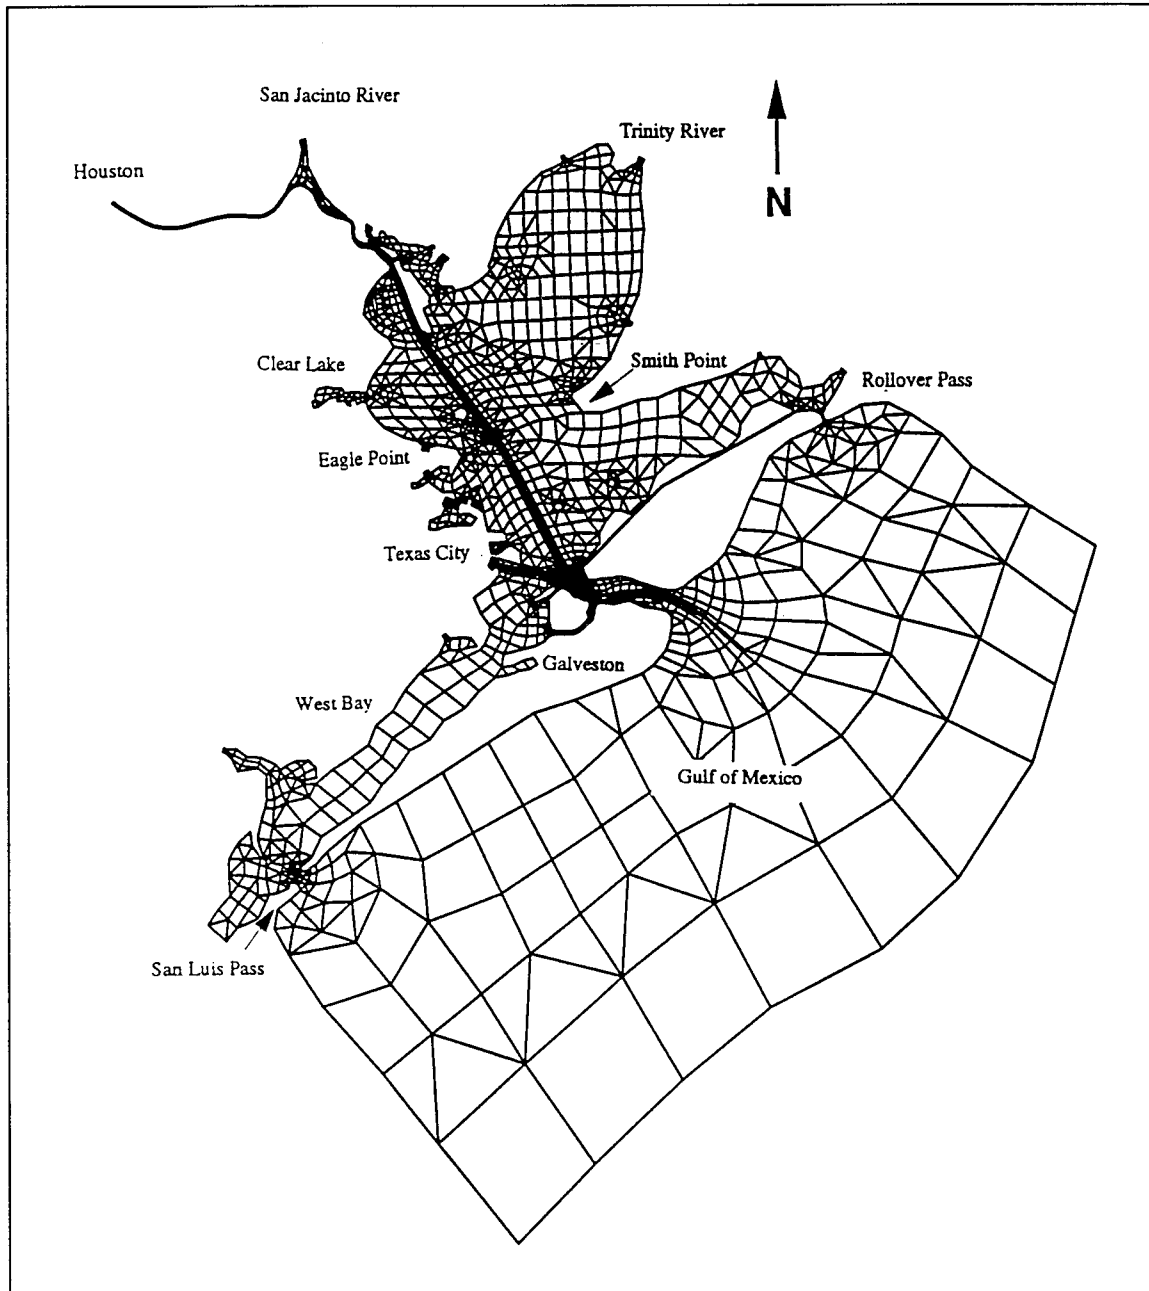 San Jacinto River
Trinity River
Houston
N
Clear Lake
Smith Point
Rollover Pass
Eagle Point
Texas City
Galveston
West Bay
Gulf of Mexico
San Luis Pass